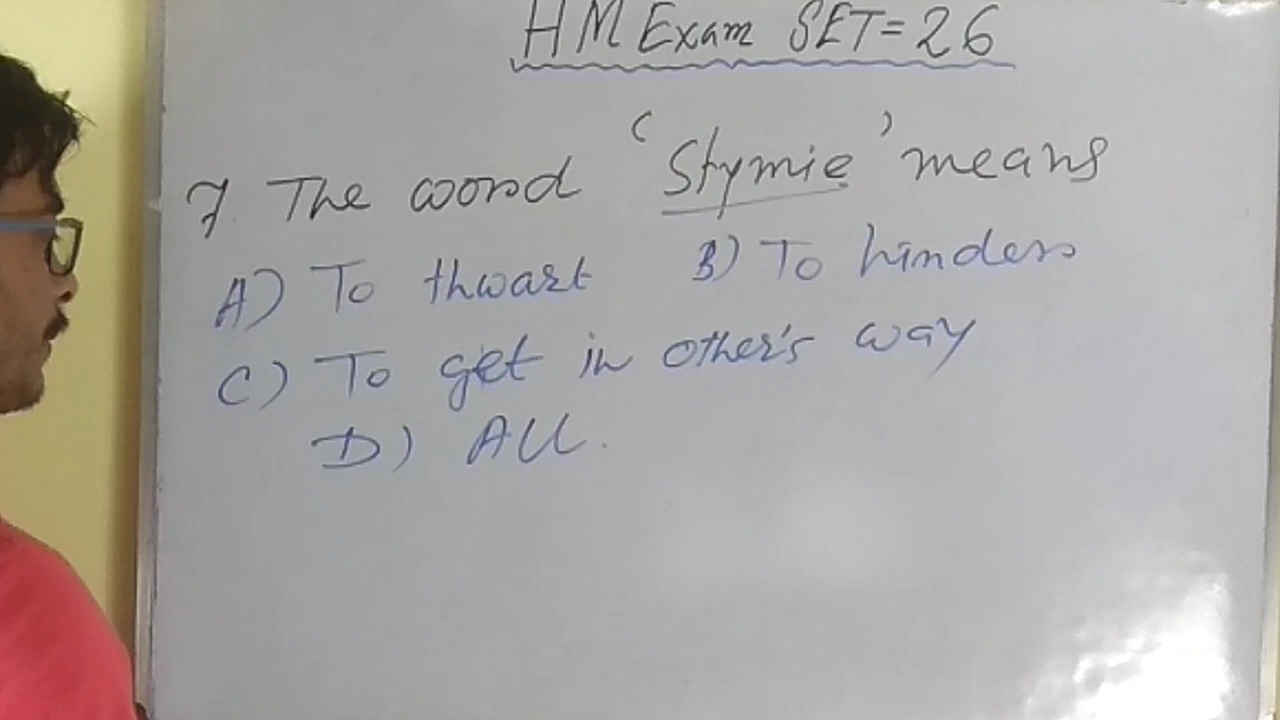 HM Exam SET=26
7. The word 'Stymie' means
A) To thwart B) To hinder
C) To get in other's way
D) All.